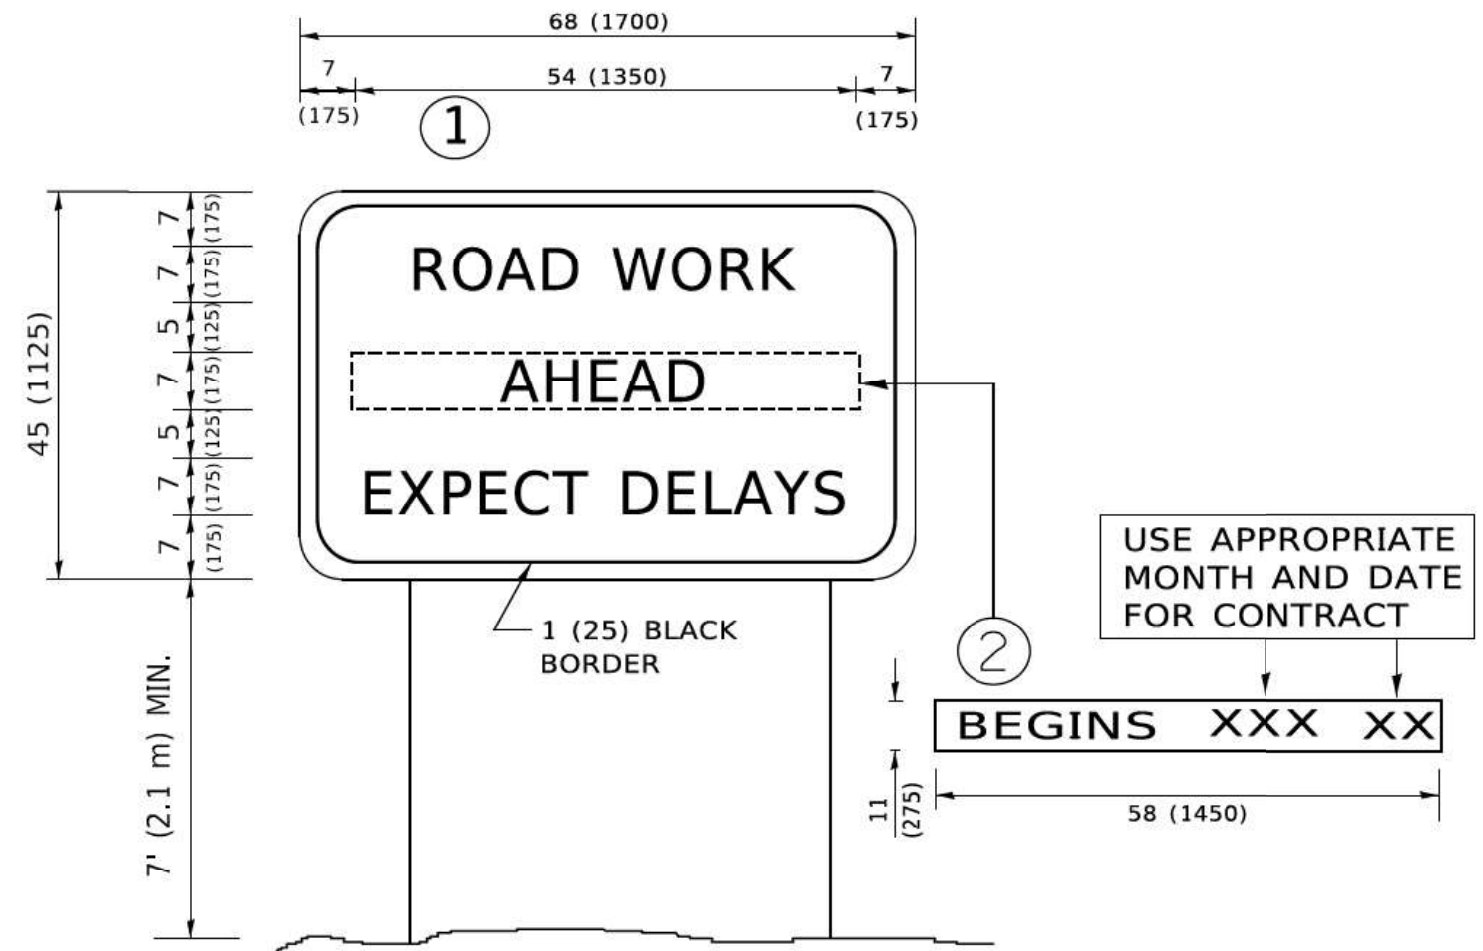 68 (1700)
7
54 (1350)
7
(175)
(175)
1
7
(175)
7
(175)
5
(125)
7
(175)
5
(125)
7
(175)
7
(175)
45 (1125)
ROAD WORK
AHEAD
EXPECT DELAYS
1 (25) BLACK
BORDER
7' (2.1 m) MIN.
USE APPROPRIATE
MONTH AND DATE
FOR CONTRACT
2
BEGINS XXX XX
11
(275)
58 (1450)